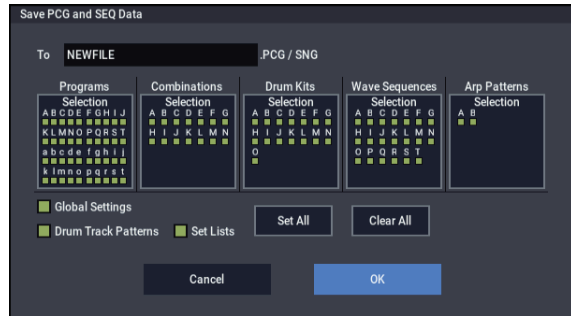 Save PCG and SEQ Data
To NEWFILE .PCG / SNG
Programs Combinations Drum Kits Wave Sequences Arp Patterns
Selection Selection Selection Selection Selection
A B C D E F G H I J A B C D E F G A B C D E F G A B C D E F G A B
K L M N O P Q R S T H I J K L M N H I J K L M N H I J K L M N
a b c d e f g h i j O O P Q R S T
k l m n o p q r s t
Global Settings
Drum Track Patterns Set Lists Set All Clear All
Cancel OK